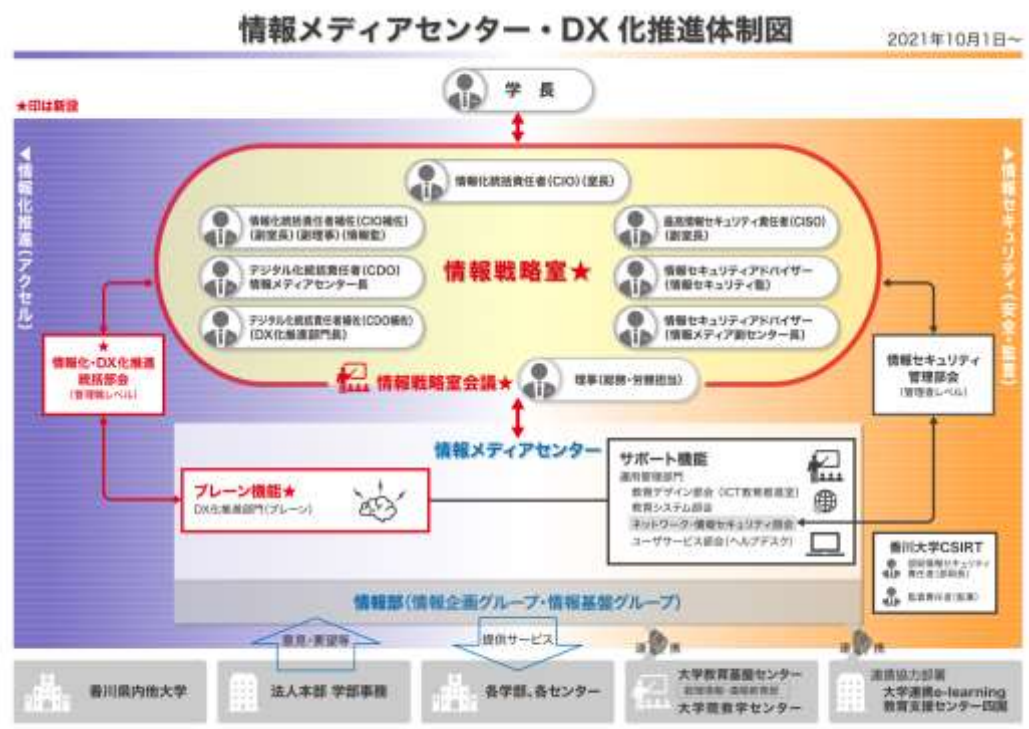 情報メディアセンター・DX 化推進体制図
2021年10月1日～
★印は新設
学 長
◀情報化推進(アクセル)
▶情報セキュリティ(安全・監査)
情報化統括責任者(CIO)(室長)
情報化統括責任者補佐(CIO補佐)
(副室長)(副理事)(情報監)
最高情報セキュリティ責任者(CISO)
(副室長)
デジタル化統括責任者(CDO)
情報メディアセンター長
情報戦略室★
情報セキュリティアドバイザー
(情報セキュリティ監)
デジタル化統括責任者補佐(CDO補佐)
(DX化推進部門長)
情報セキュリティアドバイザー
(情報メディア副センター長)
★
情報化・DX化推進
統括部会
(管理職レベル)
情報戦略室会議★
理事(総務・労務担当)
情報セキュリティ
管理部会
(管理者レベル)
情報メディアセンター
ブレーン機能★
DX化推進部門(ブレーン)
サポート機能
運用管理部門
教育デザイン部会(ICT教育推進室)
教育システム部会
ネットワーク・情報セキュリティ部会
ユーザサービス部会(ヘルプデスク)
香川大学CSIRT
部局情報セキュリティ
責任者(部局長)
監査責任者(監事)
情報部(情報企画グループ・情報基盤グループ)
意見・要望等
提供サービス
連 携
連 携
香川県内他大学
法人本部 学部事務
各学部、各センター
大学教育基盤センター
大学院教学センター
連携協力部署
大学連携e-learning
教育支援センター四国